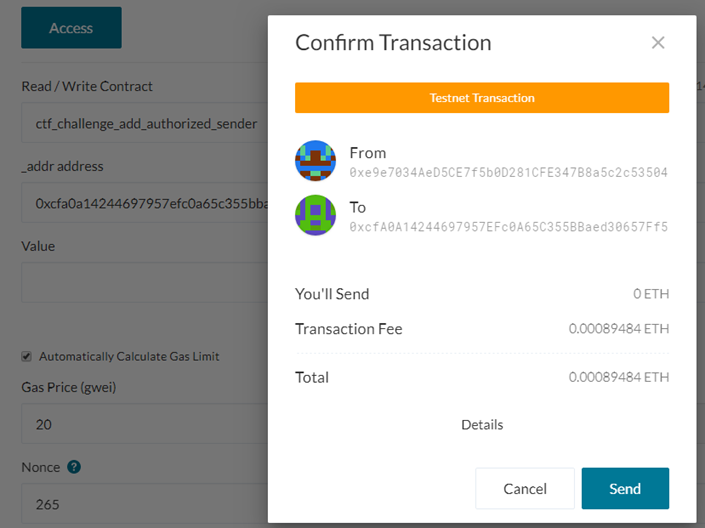 Access
Read / Write Contract
ctf_challenge_add_authorized_sender
_addr address
0xcfa0a14244697957efc0a65c355bba
Value
Automatically Calculate Gas Limit
Gas Price (gwei)
20
Nonce ?
265
Confirm Transaction
Testnet Transaction
From
0xe9e7034AeD5CE7f5b0D281CFE347B8a5c2c53504
To
0xcfA0A14244697957EFc0A65C355BBaed30657Ff5
You'll Send 0 ETH
Transaction Fee 0.00089484 ETH
Total 0.00089484 ETH
Details
Cancel Send